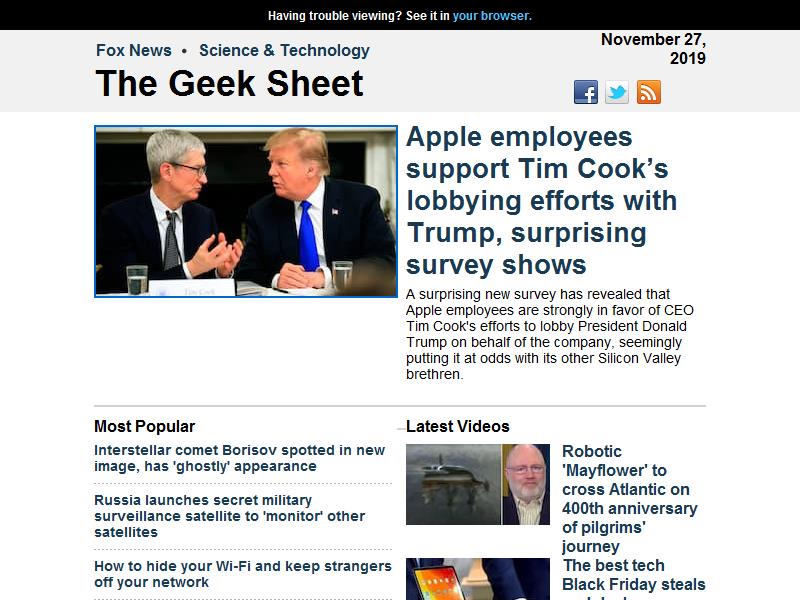 Having trouble viewing? See it in your browser.
Fox News • Science & Technology
November 27,
2019
The Geek Sheet
Apple employees
support Tim Cook’s
lobbying efforts with
Trump, surprising
survey shows
A surprising new survey has revealed that
Apple employees are strongly in favor of CEO
Tim Cook's efforts to lobby President Donald
Trump on behalf of the company, seemingly
putting it at odds with its other Silicon Valley
brethren.
Most Popular
Interstellar comet Borisov spotted in new
image, has 'ghostly' appearance
Russia launches secret military
surveillance satellite to 'monitor' other
satellites
How to hide your Wi-Fi and keep strangers
off your network
Latest Videos
Robotic
'Mayflower' to
cross Atlantic on
400th anniversary
of pilgrims'
journey
The best tech
Black Friday steals